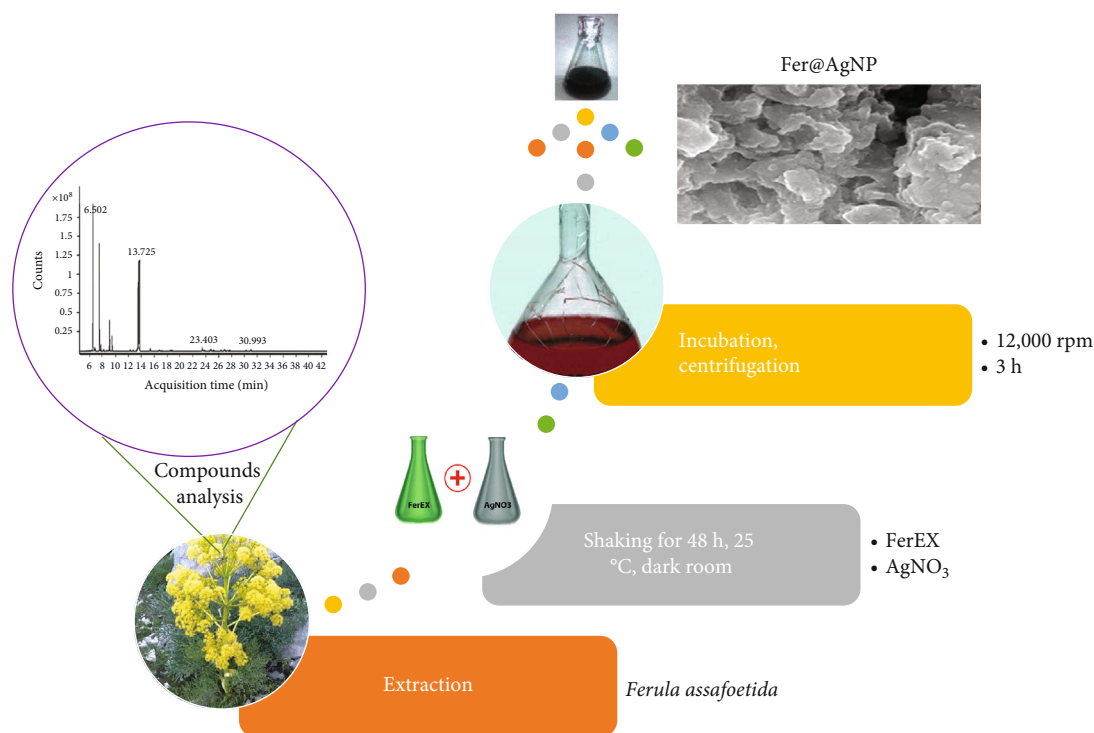 Fer@AgNP
×10⁸
6.502
1.75
1.5
13.725
1.25
1
0.75
0.5
0.25
Counts
23.403
30.993
6 8 10 12 14 16 18 20 22 24 26 28 30 32 34 36 38 40 42
Acquisition time (min)
Compounds
analysis
Incubation,
centrifugation
• 12,000 rpm
• 3 h
FerEX
+
AgNO3
Shaking for 48 h, 25
°C, dark room
• FerEX
• AgNO₃
Extraction
Ferula assafoetida